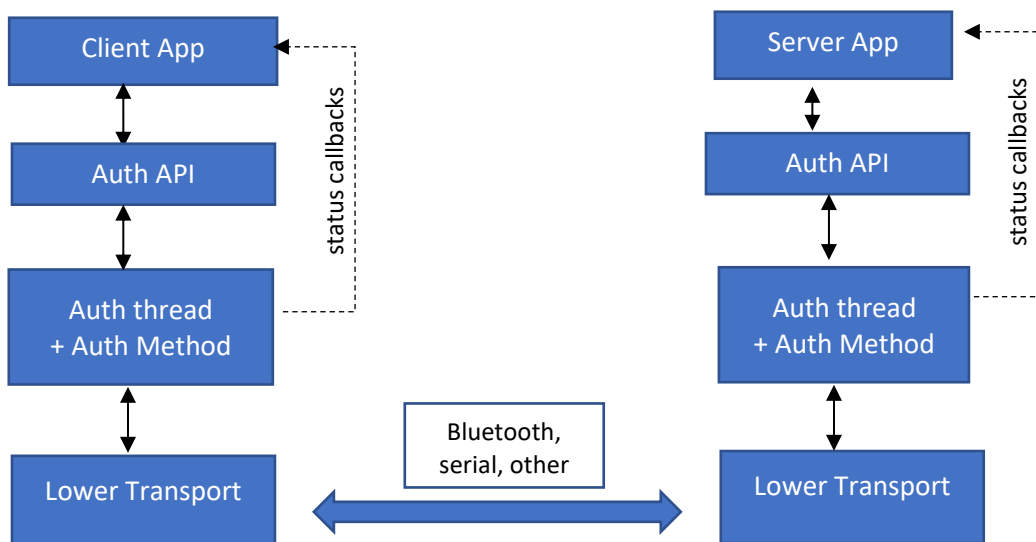 Client App
Auth API
Auth thread
+ Auth Method
Lower Transport
status callbacks
Bluetooth,
serial, other
Server App
Auth API
Auth thread
+ Auth Method
Lower Transport
status callbacks